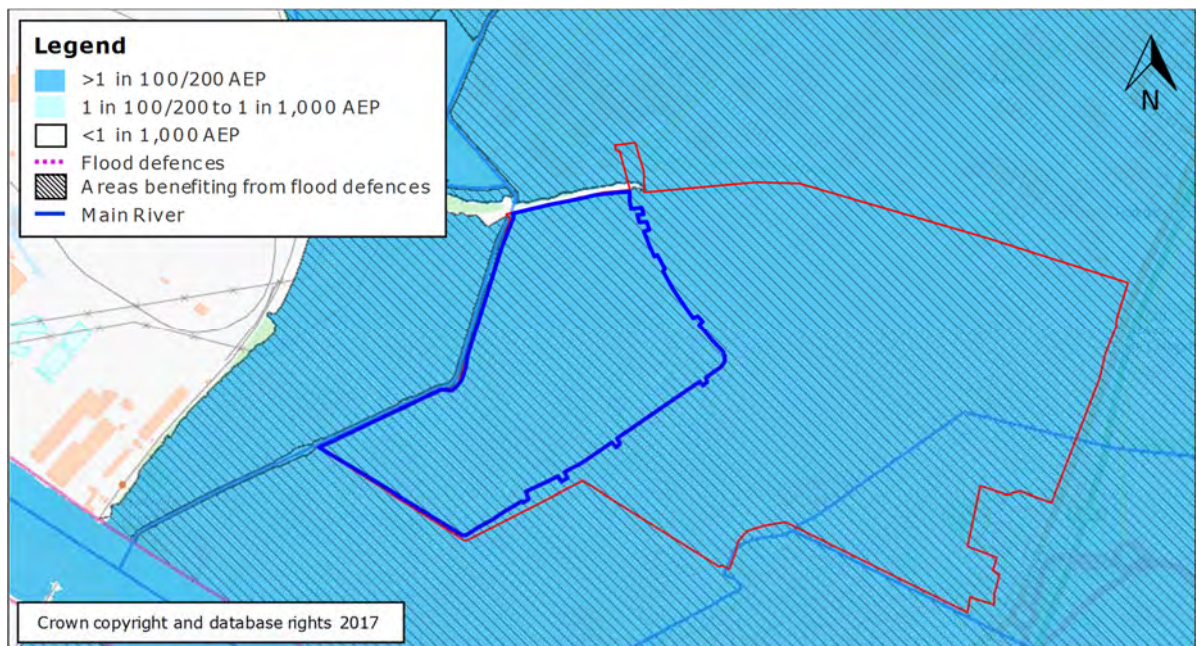 Legend
>1 in 100/200 AEP
1 in 100/200 to 1 in 1,000 AEP
<1 in 1,000 AEP
Flood defences
Areas benefiting from flood defences
Main River
N
Crown copyright and database rights 2017